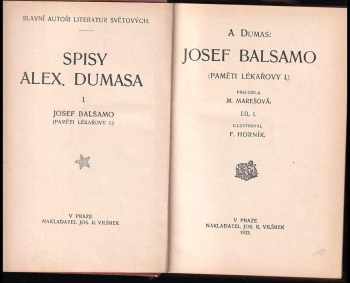 SLAVNÍ AUTOŘI LITERATUR SVĚTOVÝCH.
SPISY
ALEX. DUMASA
I
JOSEF BALSAMO
(PAMĚTI LÉKAŘOVY I.)
V PRAZE
NAKLADATEL JOS. R. VILÍMEK
A DUMAS:
JOSEF BALSAMO
(PAMĚTI LÉKAŘOVY I.)
PŘELOŽILA
M. MAREŠOVÁ.
DÍL I.
ILLUSTROVAL
F. HORNÍK.
V PRAZE
NAKLADATEL JOS. R. VILÍMEK